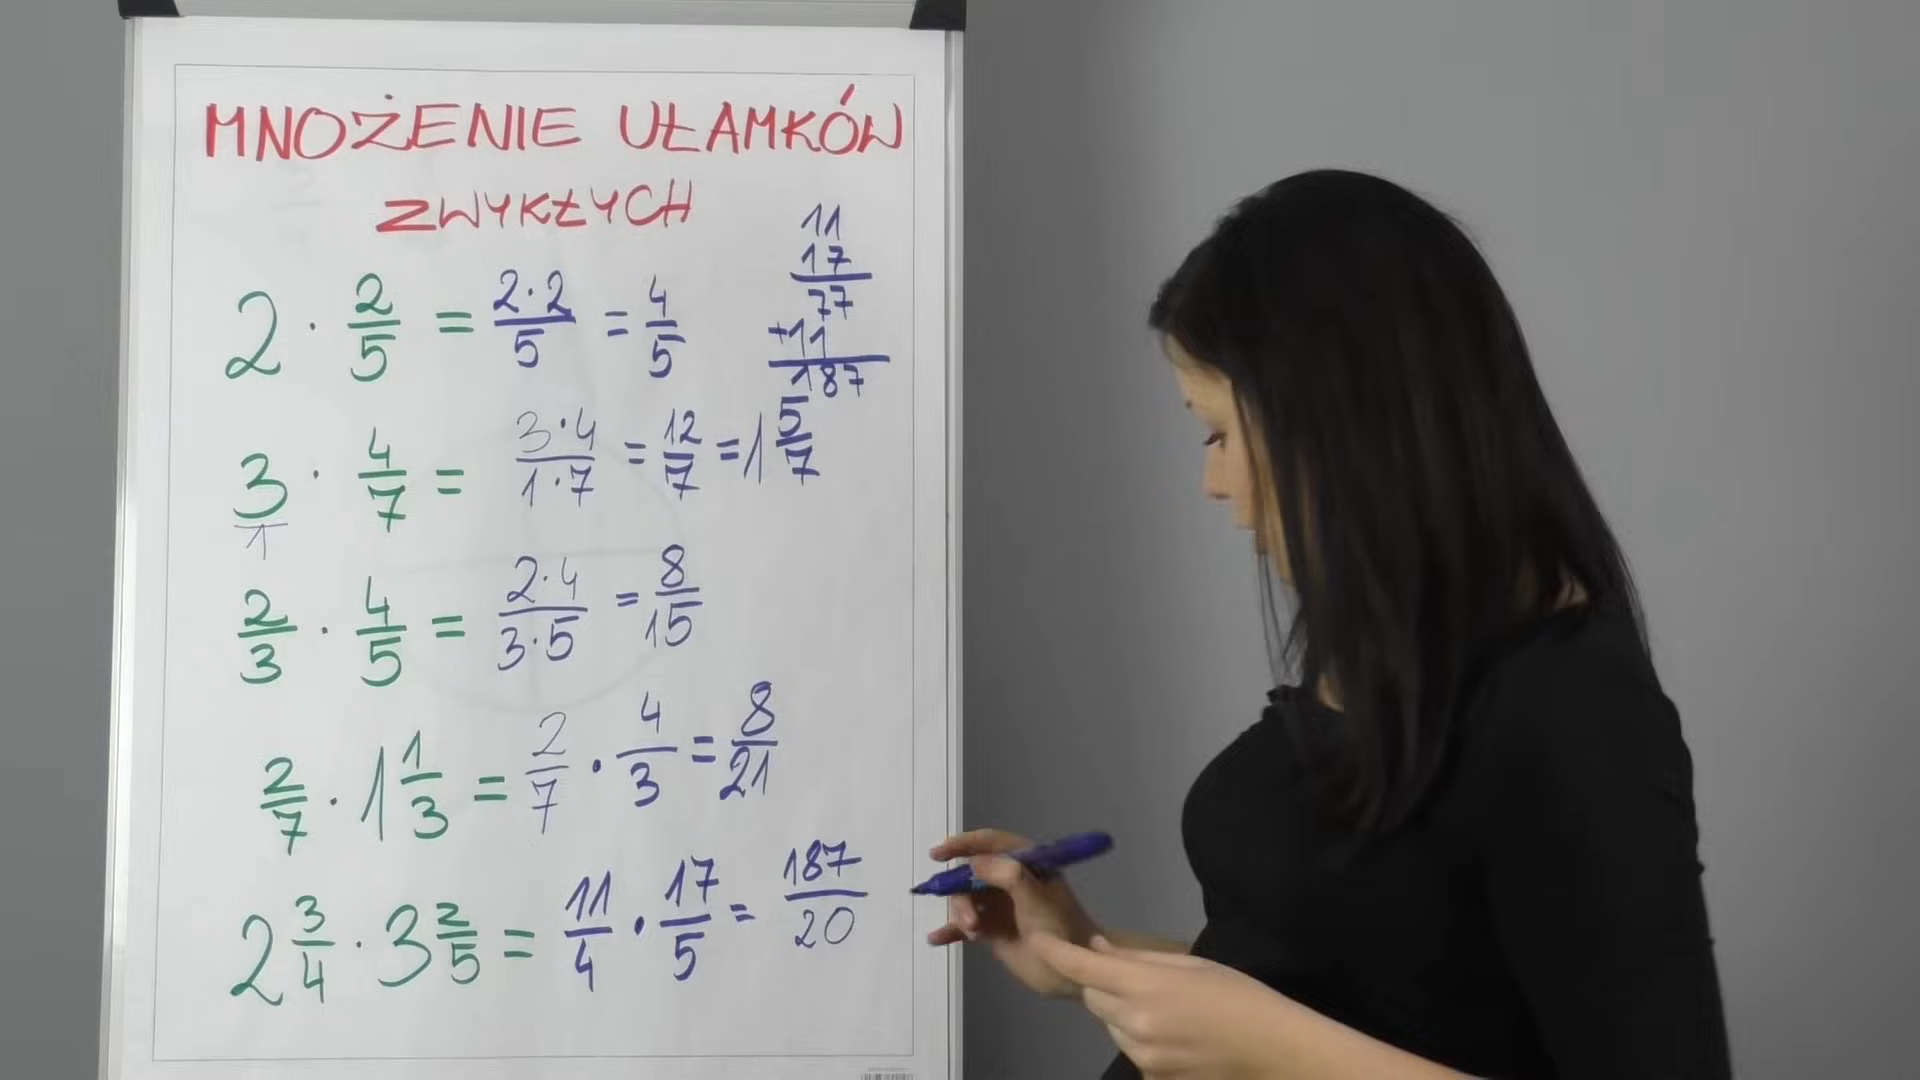 MNOŻENIE UŁAMKÓW
ZWYKŁYCH
11
17
77
+11
187
2 · 2/5 = 2·2/5 = 4/5
3/1 · 4/7 = 3·4/1·7 = 12/7 = 1 5/7
2/3 · 4/5 = 2·4/3·5 = 8/15
2/7 · 1 1/3 = 2/7 · 4/3 = 8/21
2 3/4 · 3 2/5 = 11/4 · 17/5 = 187/20